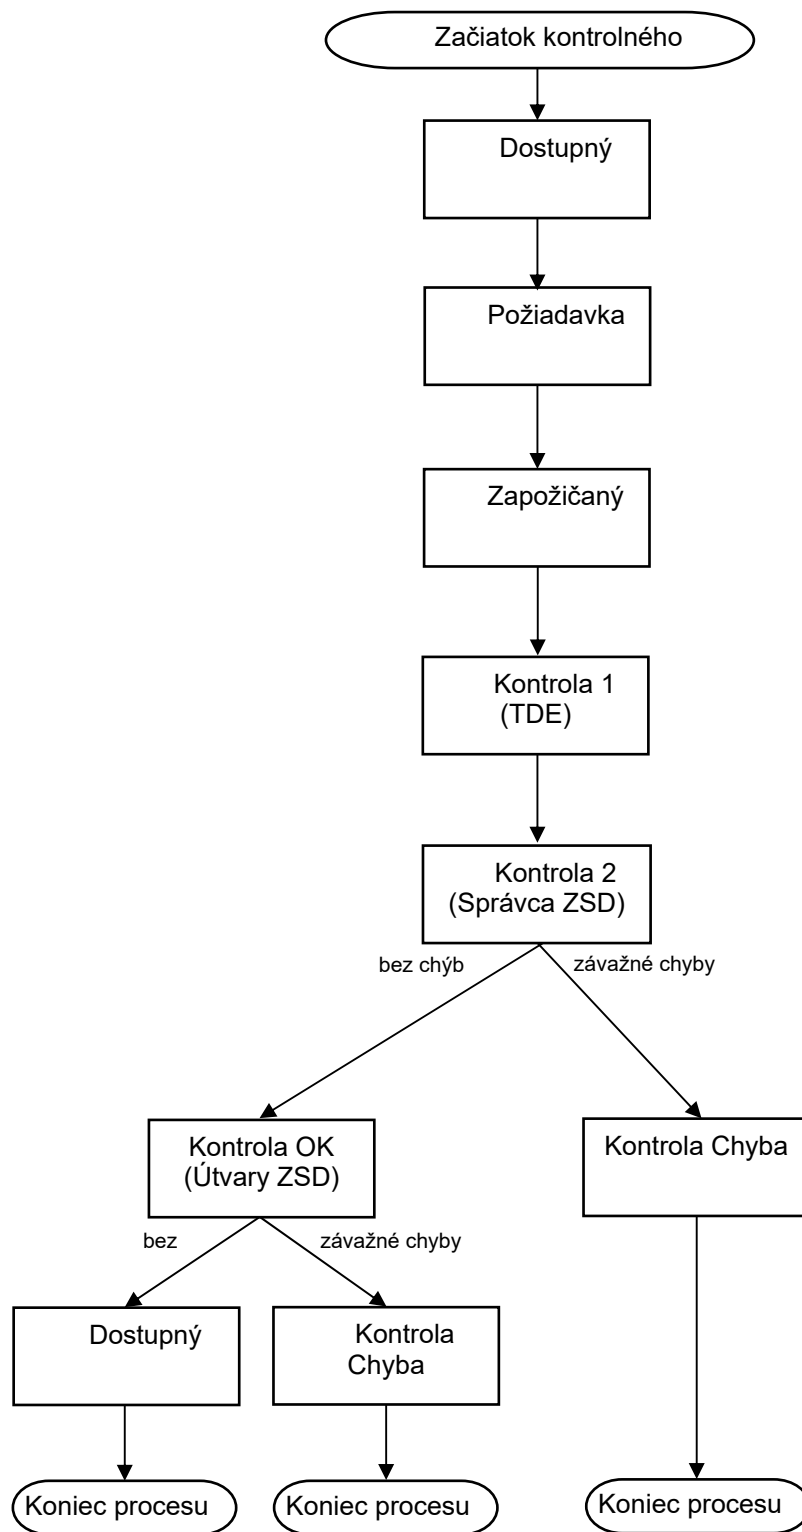 Začiatok kontrolného
Dostupný
Požiadavka
Zapožičaný
Kontrola 1
(TDE)
Kontrola 2
(Správca ZSD)
bez chýb
závažné chyby
Kontrola OK
(Útvary ZSD)
Kontrola Chyba
bez
závažné chyby
Dostupný
Kontrola
Chyba
Koniec procesu
Koniec procesu
Koniec procesu